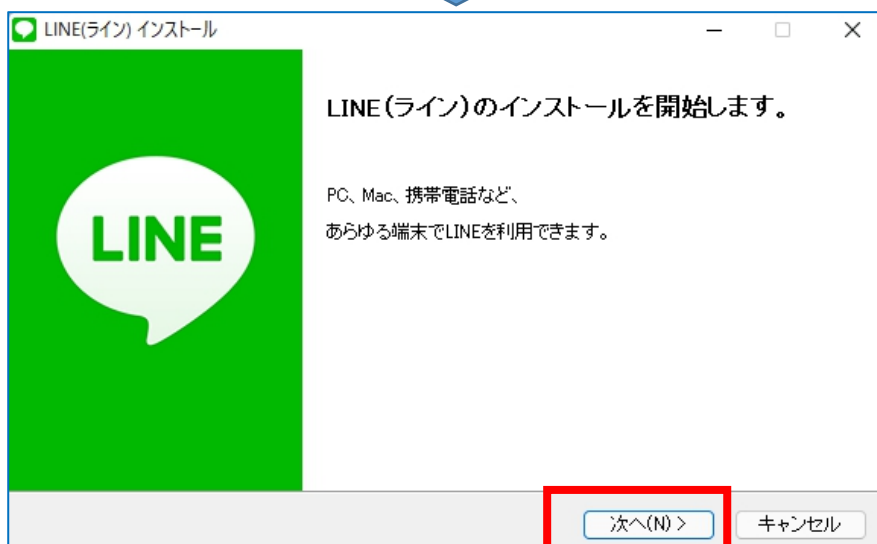 LINE(ライン) インストール
LINE(ライン)のインストールを開始します。
PC、Mac、携帯電話など、
あらゆる端末でLINEを利用できます。
LINE
次へ(N) >
キャンセル